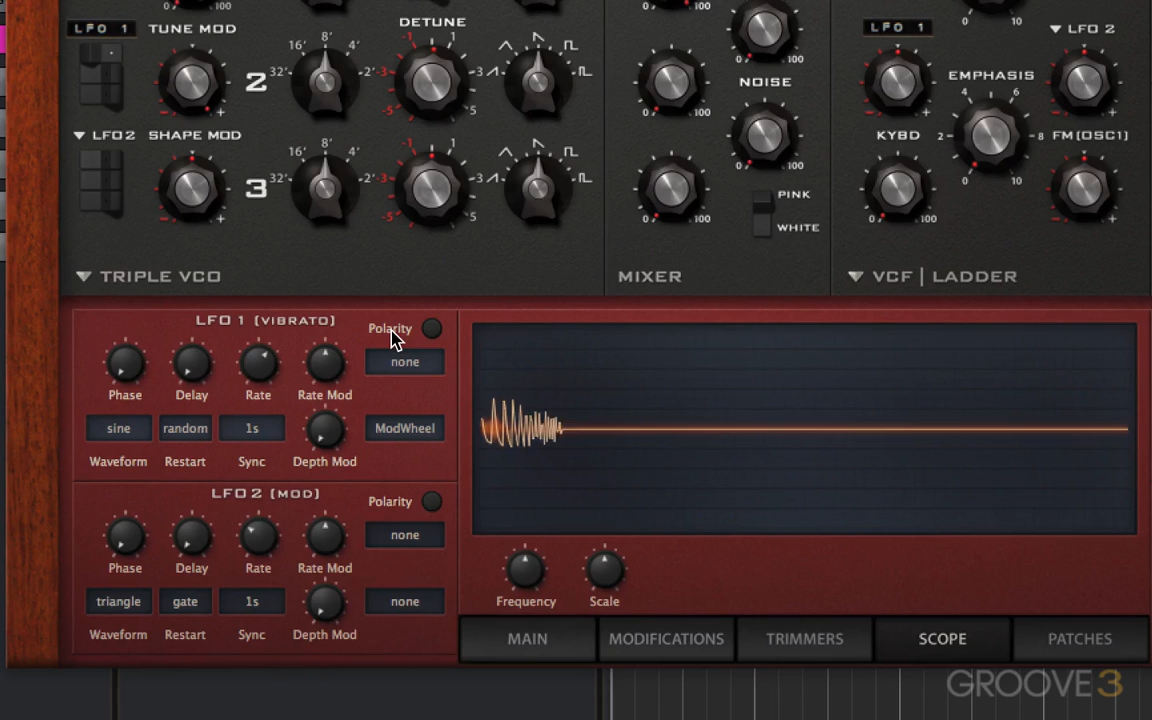 DETUNE
0 100
0 10
LFO 1 TUNE MOD
LFO 1
LFO 2
-1 1
16' 8' 4'
2 32' 2' -3 3
-5 5
0 100
0 100
NOISE
EMPHASIS
4 6
2 8
0 10
LFO2 SHAPE MOD
KYBD
FM(OSC1)
-1 1
16' 8' 4'
3 32' 2' -3 3
-5 5
0 100
0 100
0 100
PINK
WHITE
TRIPLE VCO
MIXER
VCF | LADDER
LFO 1 (VIBRATO)
Polarity
none
Phase Delay Rate Rate Mod
sine random 1s ModWheel
Waveform Restart Sync Depth Mod
LFO 2 (MOD)
Polarity
none
Phase Delay Rate Rate Mod
triangle gate 1s none
Waveform Restart Sync Depth Mod
Frequency Scale
MAIN MODIFICATIONS TRIMMERS SCOPE PATCHES
GROOVE3